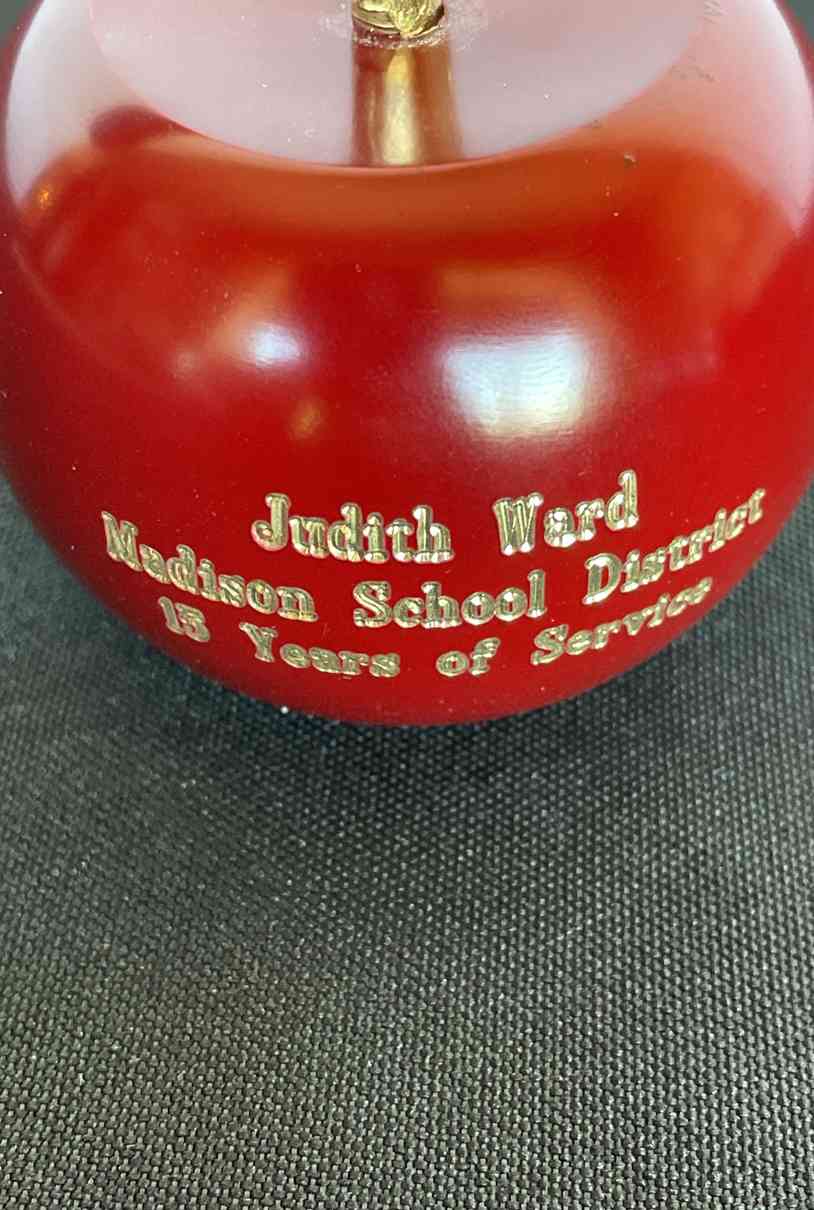 Judith Ward
Madison School District
15 Years of Service